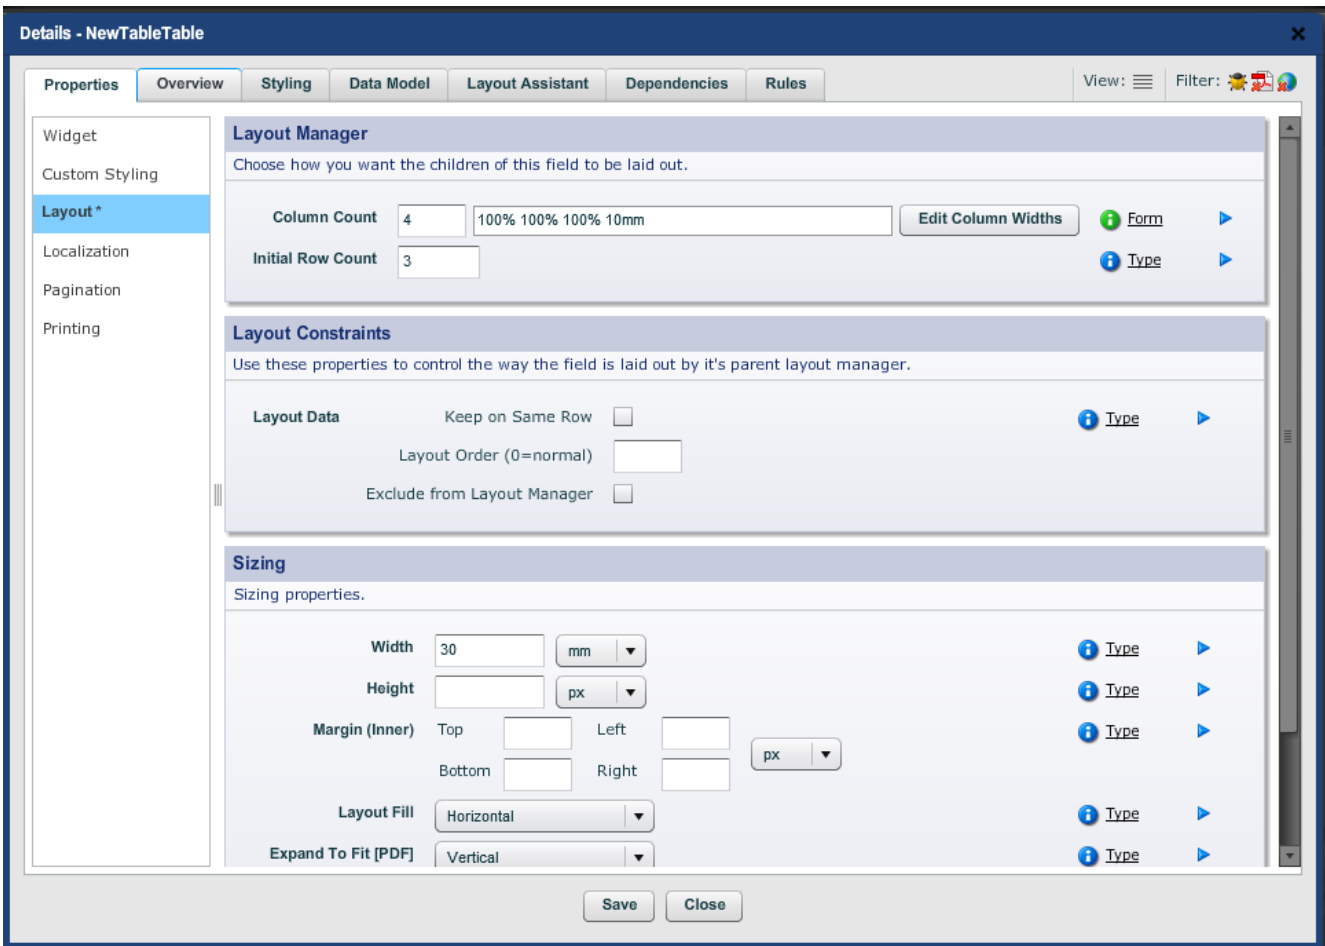 Details - NewTableTable
Properties Overview Styling Data Model Layout Assistant Dependencies Rules View: Filter:
Widget
Custom Styling
Layout *
Localization
Pagination
Printing
Layout Manager
Choose how you want the children of this field to be laid out.
Column Count 4 100% 100% 100% 10mm Edit Column Widths Form
Initial Row Count 3 Type
Layout Constraints
Use these properties to control the way the field is laid out by it's parent layout manager.
Layout Data Keep on Same Row Type
Layout Order (0=normal)
Exclude from Layout Manager
Sizing
Sizing properties.
Width 30 mm Type
Height px Type
Margin (Inner) Top Left px Type
Bottom Right
Layout Fill Horizontal Type
Expand To Fit [PDF] Vertical Type
Save Close